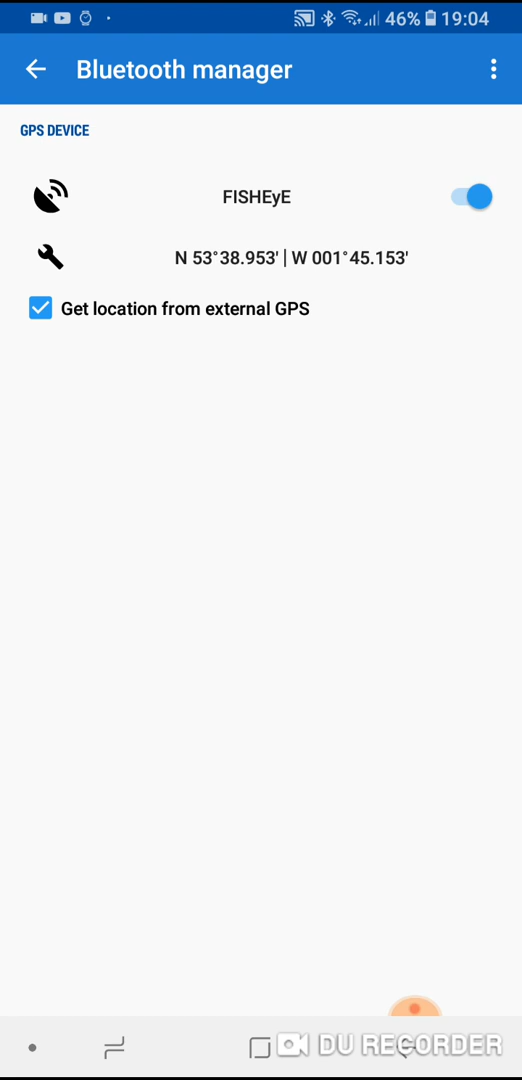 46% 19:04
Bluetooth manager
GPS DEVICE
FISHEyE
N 53°38.953' | W 001°45.153'
Get location from external GPS
DU RECORDER